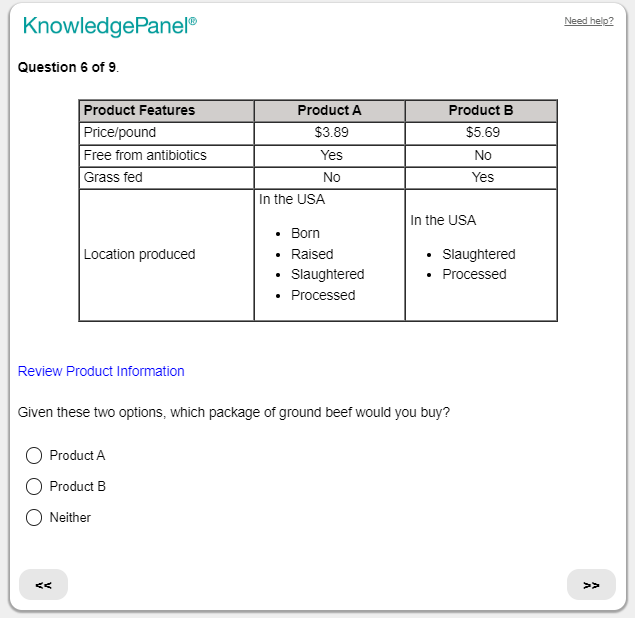 KnowledgePanel®
Need help?
Question 6 of 9.
Product Features Product A Product B
Price/pound $3.89 $5.69
Free from antibiotics Yes No
Grass fed No Yes
Location produced
In the USA
• Born
• Raised
• Slaughtered
• Processed
In the USA
• Slaughtered
• Processed
Review Product Information
Given these two options, which package of ground beef would you buy?
Product A
Product B
Neither
<<
>>